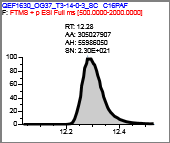 QEF1630_OG37_T3-14-0-3_SC C16PAF
F: FTMS + p ESI Full ms [500.0000-2000.0000]
RT: 12.28
AA: 305027907
AH: 55986050
SN: 2.30E+021
100
80
60
40
20
0
12.2 12.4